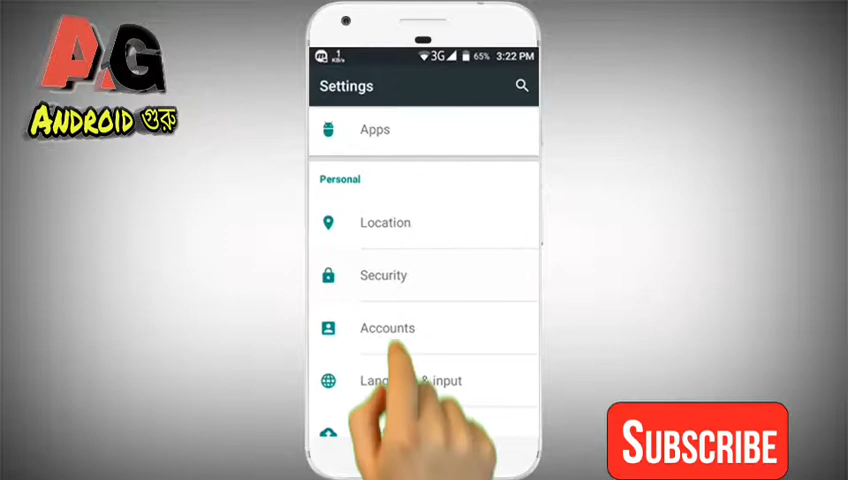 AG
ANDROID গুরু
1
KB/s
3G
65%
3:22 PM
Settings
Apps
Personal
Location
Security
Accounts
& input
SUBSCRIBE